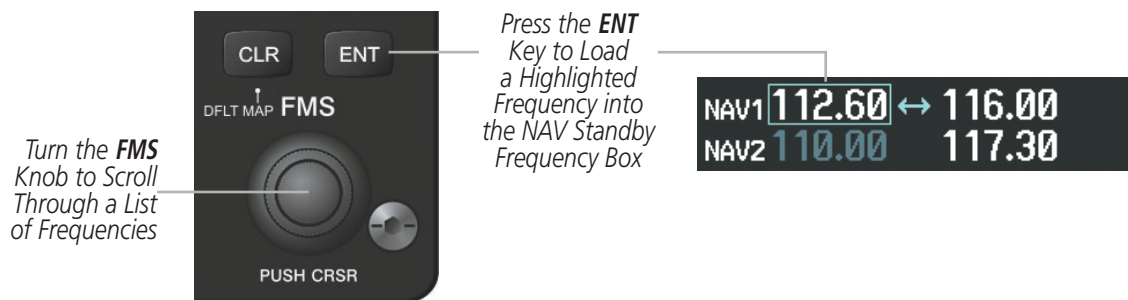 CLR
ENT
DFLT MAP FMS
PUSH CRSR
Turn the FMS
Knob to Scroll
Through a List
of Frequencies
Press the ENT
Key to Load
a Highlighted
Frequency into
the NAV Standby
Frequency Box
NAV1 112.60 ↔ 116.00
NAV2 110.00 117.30